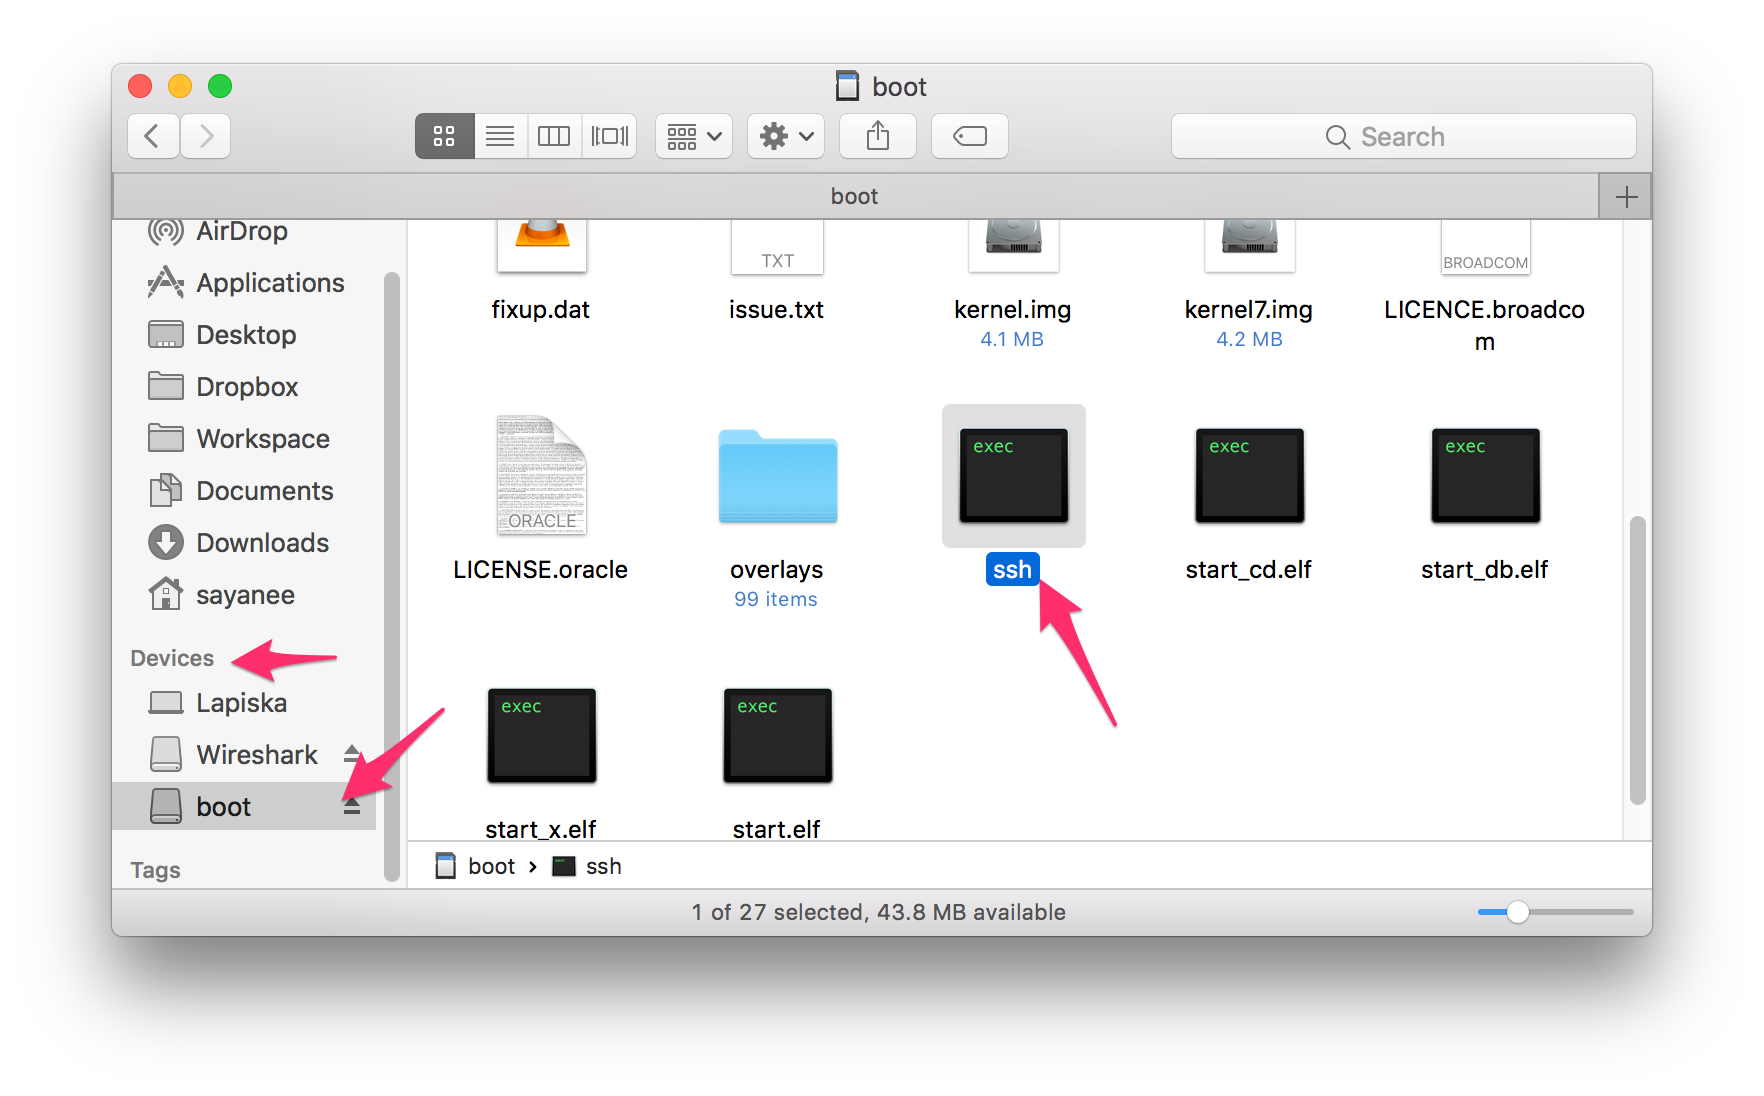 boot
Search
boot
AirDrop
Applications
Desktop
Dropbox
Workspace
Documents
Downloads
sayanee
Devices
Lapiska
Wireshark
boot
Tags
TXT
BROADCOM
fixup.dat
issue.txt
kernel.img
4.1 MB
kernel7.img
4.2 MB
LICENCE.broadco
m
ORACLE
LICENSE.oracle
overlays
99 items
exec
ssh
exec
start_cd.elf
exec
start_db.elf
exec
start_x.elf
exec
start.elf
boot › ssh
1 of 27 selected, 43.8 MB available